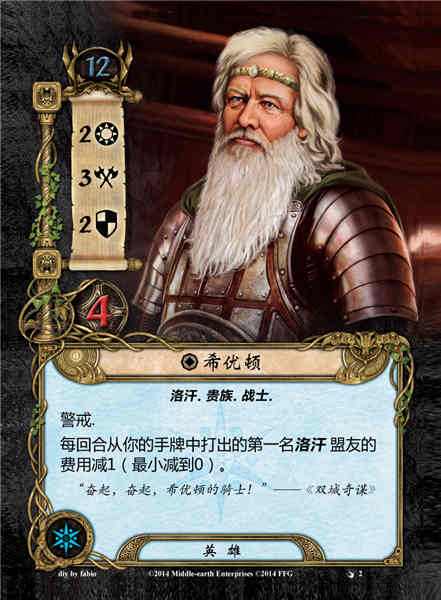 12
2
3
2
4
希优顿
洛汗. 贵族. 战士.
警戒.
每回合从你的手牌中打出的第一名洛汗 盟友的
费用减1（最小减到0）。
“奋起，奋起，希优顿的骑士！”——《双城奇谋》
英雄
diy by fabio ©2014 Middle-earth Enterprises ©2014 FFG 2